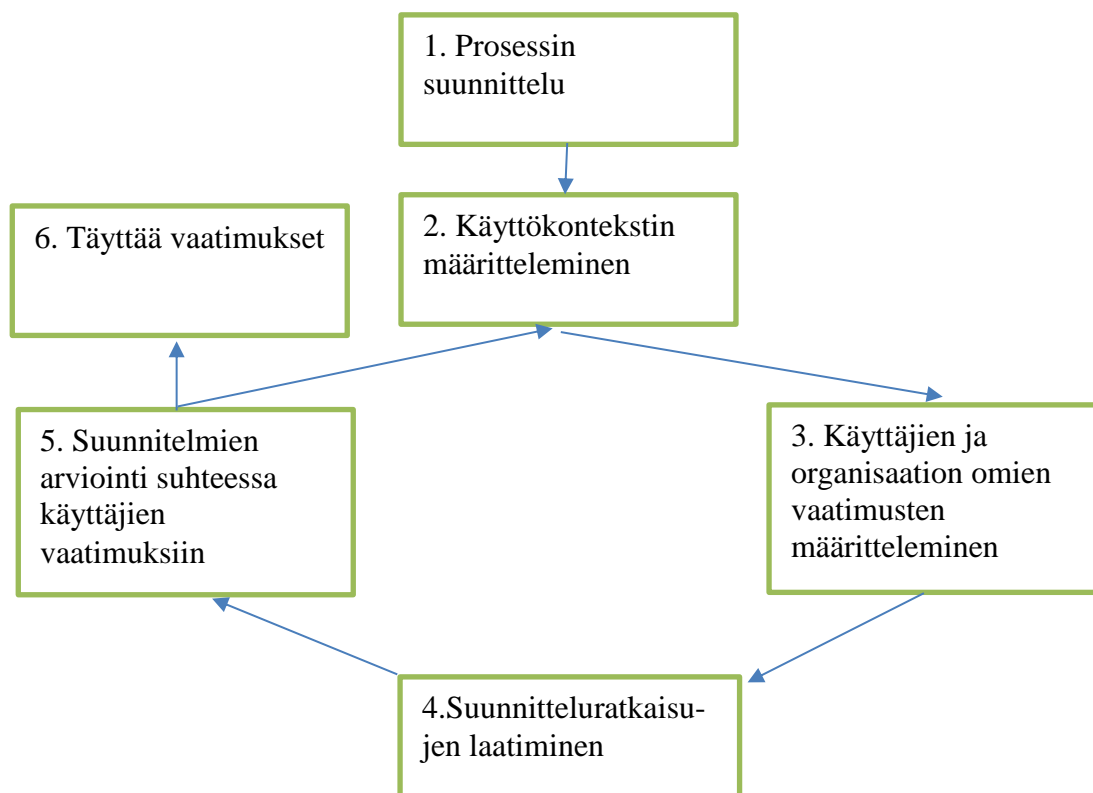 1. Prosessin
suunnittelu
2. Käyttökontekstin
määritteleminen
3. Käyttäjien ja
organisaation omien
vaatimusten
määritteleminen
4.Suunnitteluratkaisu-
jen laatiminen
5. Suunnitelmien
arviointi suhteessa
käyttäjien
vaatimuksiin
6. Täyttää vaatimukset